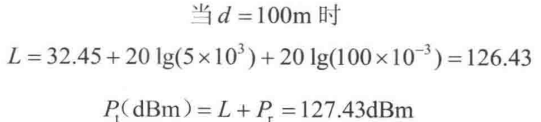 当 d = 100m 时
L = 32.45 + 20 lg(5×10³) + 20 lg(100×10⁻³) = 126.43
Pₜ(dBm) = L + Pᵣ = 127.43dBm